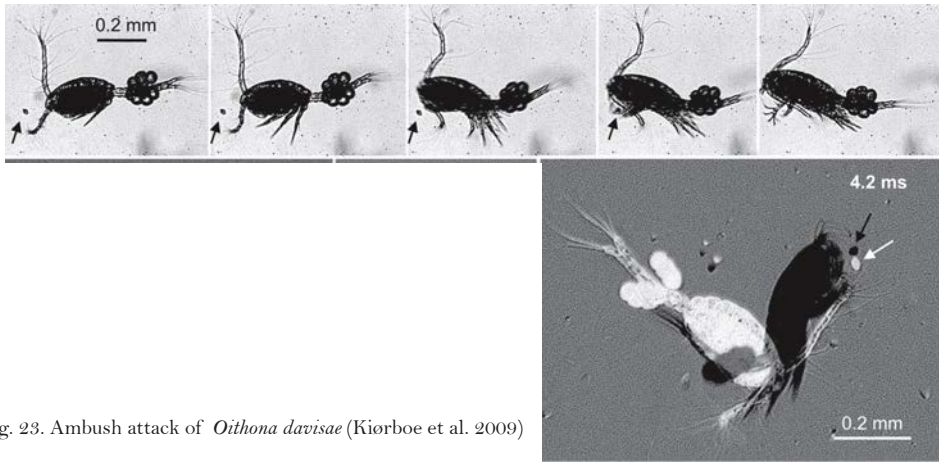 0.2 mm
4.2 ms
0.2 mm
g. 23. Ambush attack of Oithona davisae (Kiørboe et al. 2009)